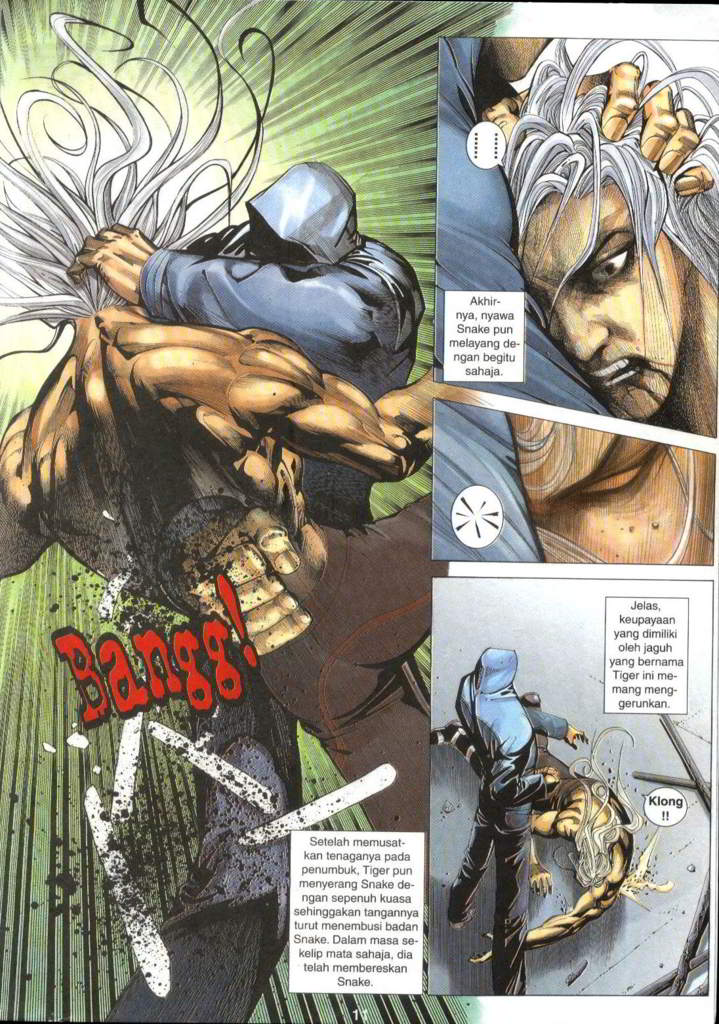 Bangg!
Setelah memusat-
kan tenaganya pada
penumbuk, Tiger pun
menyerang Snake de-
ngan sepenuh kuasa
sehinggakan tangannya
turut menembusi badan
Snake. Dalam masa se-
kelip mata sahaja, dia
telah membereskan
Snake.
!!!!
Akhir-
nya, nyawa
Snake pun
melayang de-
ngan begitu
sahaja.
Jelas,
keupayaan
yang dimiliki
oleh jaguh
yang bernama
Tiger ini me-
mang meng-
gerunkan.
Klong
!!